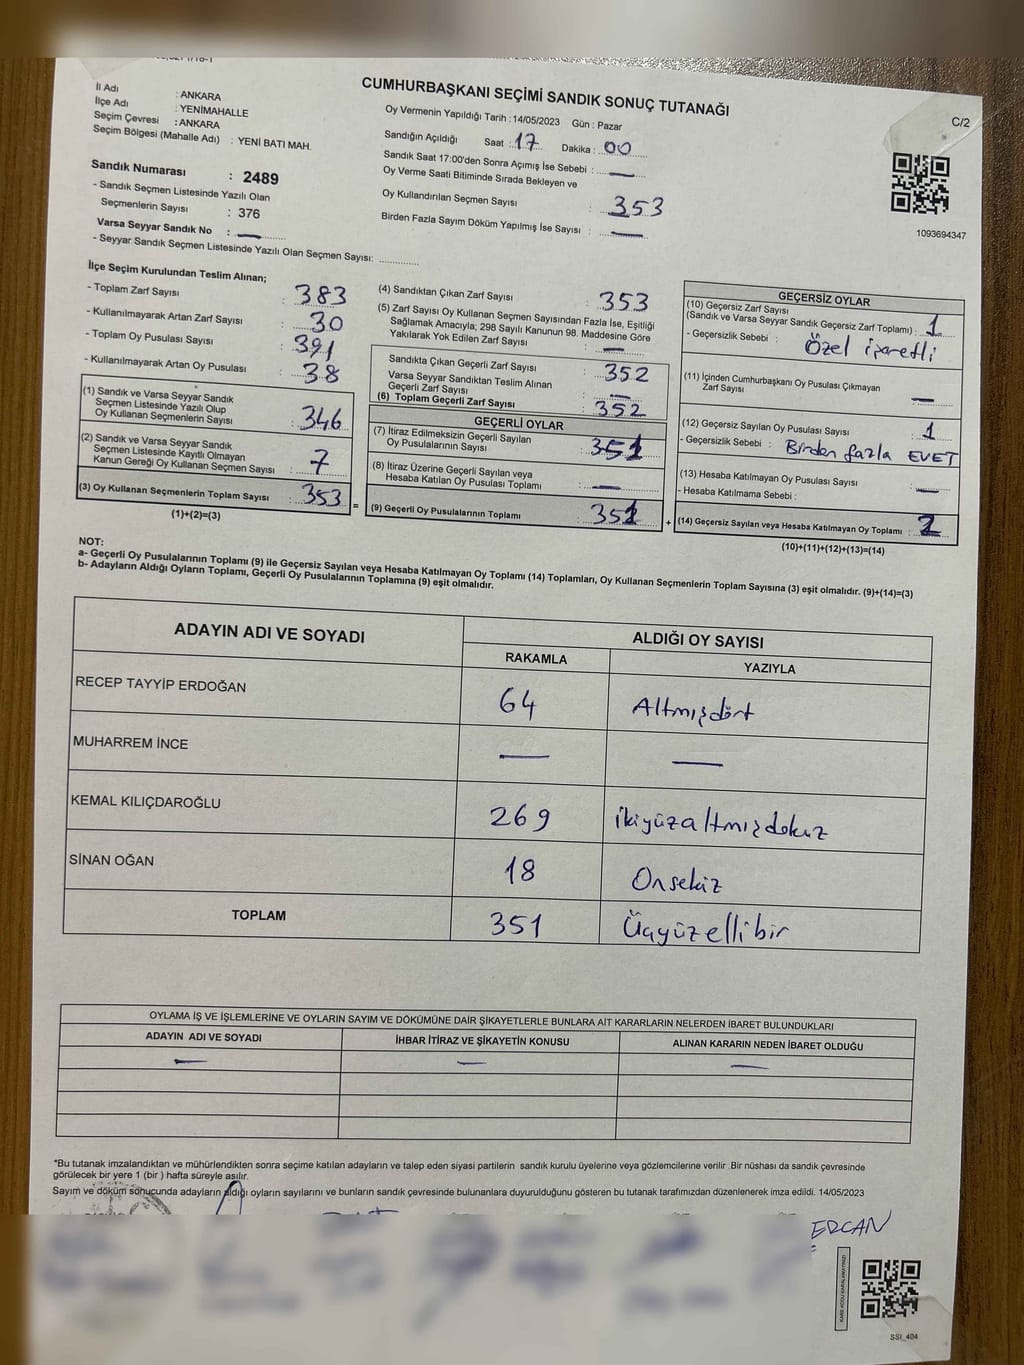 CUMHURBAŞKANI SEÇİMİ SANDIK SONUÇ TUTANAĞI
C/2
İl Adı : ANKARA
İlçe Adı : YENİMAHALLE
Seçim Çevresi : ANKARA
Seçim Bölgesi (Mahalle Adı) : YENİ BATI MAH.
Sandık Numarası : 2489
- Sandık Seçmen Listesinde Yazılı Olan
Seçmenlerin Sayısı : 376
Varsa Seyyar Sandık No : —
- Seyyar Sandık Seçmen Listesinde Yazılı Olan Seçmen Sayısı: ............
Oy Vermenin Yapıldığı Tarih : 14/05/2023 Gün : Pazar
Sandığın Açıldığı Saat : 17 Dakika : 00
Sandık Saat 17:00'den Sonra Açımış İse Sebebi : —
Oy Verme Saati Bitiminde Sırada Bekleyen ve
Oy Kullandırılan Seçmen Sayısı : 353
Birden Fazla Sayım Döküm Yapılmış İse Sayısı : —
1093694347
İlçe Seçim Kurulundan Teslim Alınan;
- Toplam Zarf Sayısı : 383
- Kullanılmayarak Artan Zarf Sayısı : 30
- Toplam Oy Pusulası Sayısı : 391
- Kullanılmayarak Artan Oy Pusulası : 38
(1) Sandık ve Varsa Seyyar Sandık
Seçmen Listesinde Yazılı Olup
Oy Kullanan Seçmenlerin Sayısı : 346
(2) Sandık ve Varsa Seyyar Sandık
Seçmen Listesinde Kayıtlı Olmayan
Kanun Gereği Oy Kullanan Seçmen Sayısı : 7
(3) Oy Kullanan Seçmenlerin Toplam Sayısı : 353
(1)+(2)=(3)
(4) Sandıktan Çıkan Zarf Sayısı : 353
(5) Zarf Sayısı Oy Kullanan Seçmen Sayısından Fazla İse, Eşitliği
Sağlamak Amacıyla; 298 Sayılı Kanunun 98. Maddesine Göre
Yakılarak Yok Edilen Zarf Sayısı : —
Sandıkta Çıkan Geçerli Zarf Sayısı : 352
Varsa Seyyar Sandıktan Teslim Alınan
Geçerli Zarf Sayısı : —
(6) Toplam Geçerli Zarf Sayısı : 352
GEÇERLİ OYLAR
(7) İtiraz Edilmeksizin Geçerli Sayılan
Oy Pusulalarının Sayısı : 351
(8) İtiraz Üzerine Geçerli Sayılan veya
Hesaba Katılan Oy Pusulası Toplamı : —
= (9) Geçerli Oy Pusulalarının Toplamı : 351
GEÇERSİZ OYLAR
(10) Geçersiz Zarf Sayısı
(Sandık ve Varsa Seyyar Sandık Geçersiz Zarf Toplamı) : 1
- Geçersizlik Sebebi : Özel işaretli
(11) İçinden Cumhurbaşkanı Oy Pusulası Çıkmayan
Zarf Sayısı : —
(12) Geçersiz Sayılan Oy Pusulası Sayısı : 1
- Geçersizlik Sebebi : Birden fazla EVET
(13) Hesaba Katılmayan Oy Pusulası Sayısı : —
- Hesaba Katılmama Sebebi :
+ (14) Geçersiz Sayılan veya Hesaba Katılmayan Oy Toplamı : 2
(10)+(11)+(12)+(13)=(14)
NOT:
a- Geçerli Oy Pusulalarının Toplamı (9) ile Geçersiz Sayılan veya Hesaba Katılmayan Oy Toplamı (14) Toplamları, Oy Kullanan Seçmenlerin Toplam Sayısına (3) eşit olmalıdır. (9)+(14)=(3)
b- Adayların Aldığı Oyların Toplamı, Geçerli Oy Pusulalarının Toplamına (9) eşit olmalıdır.
ADAYIN ADI VE SOYADI ALDIĞI OY SAYISI
RAKAMLA YAZIYLA
RECEP TAYYİP ERDOĞAN 64 Altmışdört
MUHARREM İNCE — —
KEMAL KILIÇDAROĞLU 269 ikiyüzaltmışdokuz
SİNAN OĞAN 18 Onsekiz
TOPLAM 351 Üçyüzellibir
OYLAMA İŞ VE İŞLEMLERİNE VE OYLARIN SAYIM VE DÖKÜMÜNE DAİR ŞİKAYETLERLE BUNLARA AİT KARARLARIN NELERDEN İBARET BULUNDUKLARI
ADAYIN ADI VE SOYADI İHBAR İTİRAZ VE ŞİKAYETİN KONUSU ALINAN KARARIN NEDEN İBARET OLDUĞU
— — —
*Bu tutanak imzalandıktan ve mühürlendikten sonra seçime katılan adayların ve talep eden siyasi partilerin sandık kurulu üyelerine veya gözlemcilerine verilir .Bir nüshası da sandık çevresinde
görülecek bir yere 1 (bir ) hafta süreyle asılır.
Sayım ve döküm sonucunda adayların aldığı oyların sayılarını ve bunların sandık çevresinde bulunanlara duyurulduğunu gösteren bu tutanak tarafımızdan düzenlenerek imza edildi. 14/05/2023
ERCAN
SSİ_404